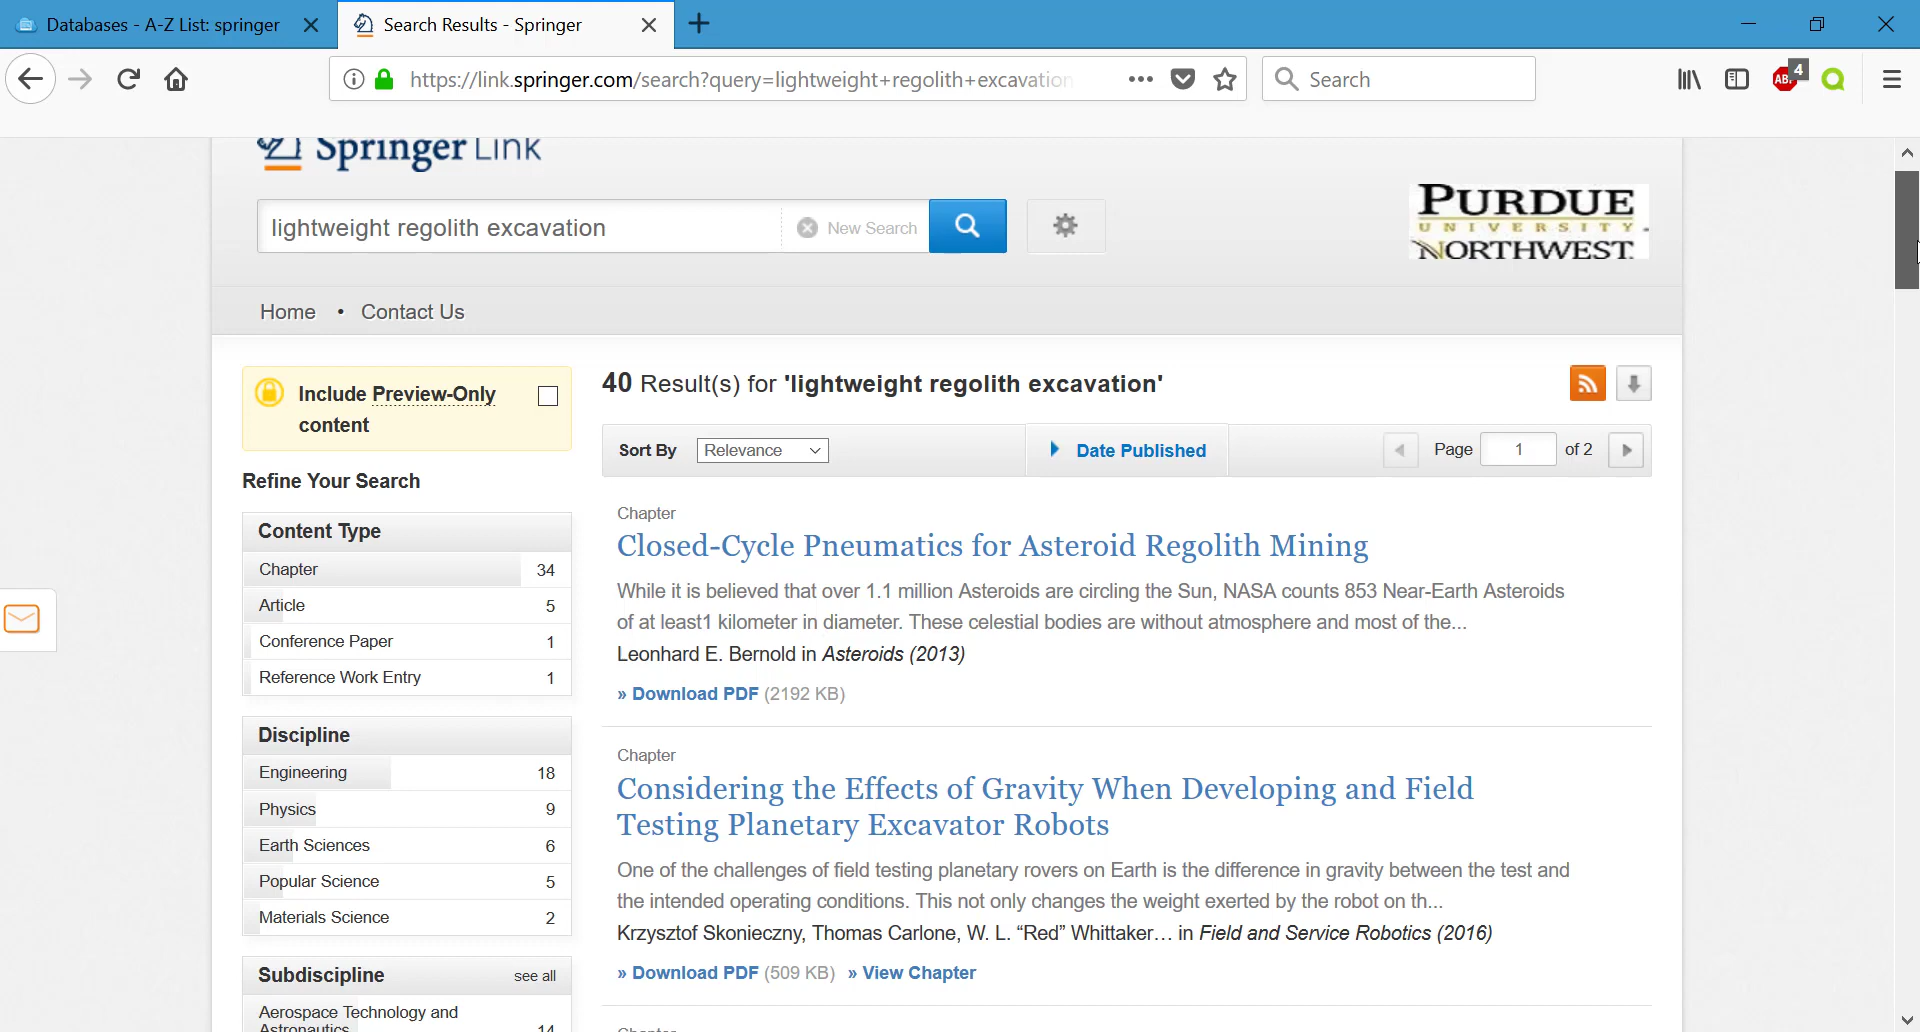 Databases - A-Z List: springer
Search Results - Springer
https://link.springer.com/search?query=lightweight+regolith+excavation
Search
ABP
4
Springer Link
lightweight regolith excavation
New Search
PURDUE
UNIVERSITY
NORTHWEST
Home • Contact Us
Include Preview-Only
content
40 Result(s) for 'lightweight regolith excavation'
Sort By
Relevance
Date Published
Page
1
of 2
Refine Your Search
Content Type
Chapter 34
Article 5
Conference Paper 1
Reference Work Entry 1
Discipline
Engineering 18
Physics 9
Earth Sciences 6
Popular Science 5
Materials Science 2
Subdiscipline see all
Aerospace Technology and
Astronautics 14
Chapter
Closed-Cycle Pneumatics for Asteroid Regolith Mining
While it is believed that over 1.1 million Asteroids are circling the Sun, NASA counts 853 Near-Earth Asteroids
of at least1 kilometer in diameter. These celestial bodies are without atmosphere and most of the...
Leonhard E. Bernold in Asteroids (2013)
» Download PDF (2192 KB)
Chapter
Considering the Effects of Gravity When Developing and Field
Testing Planetary Excavator Robots
One of the challenges of field testing planetary rovers on Earth is the difference in gravity between the test and
the intended operating conditions. This not only changes the weight exerted by the robot on th...
Krzysztof Skonieczny, Thomas Carlone, W. L. “Red” Whittaker… in Field and Service Robotics (2016)
» Download PDF (509 KB) » View Chapter
Chapter